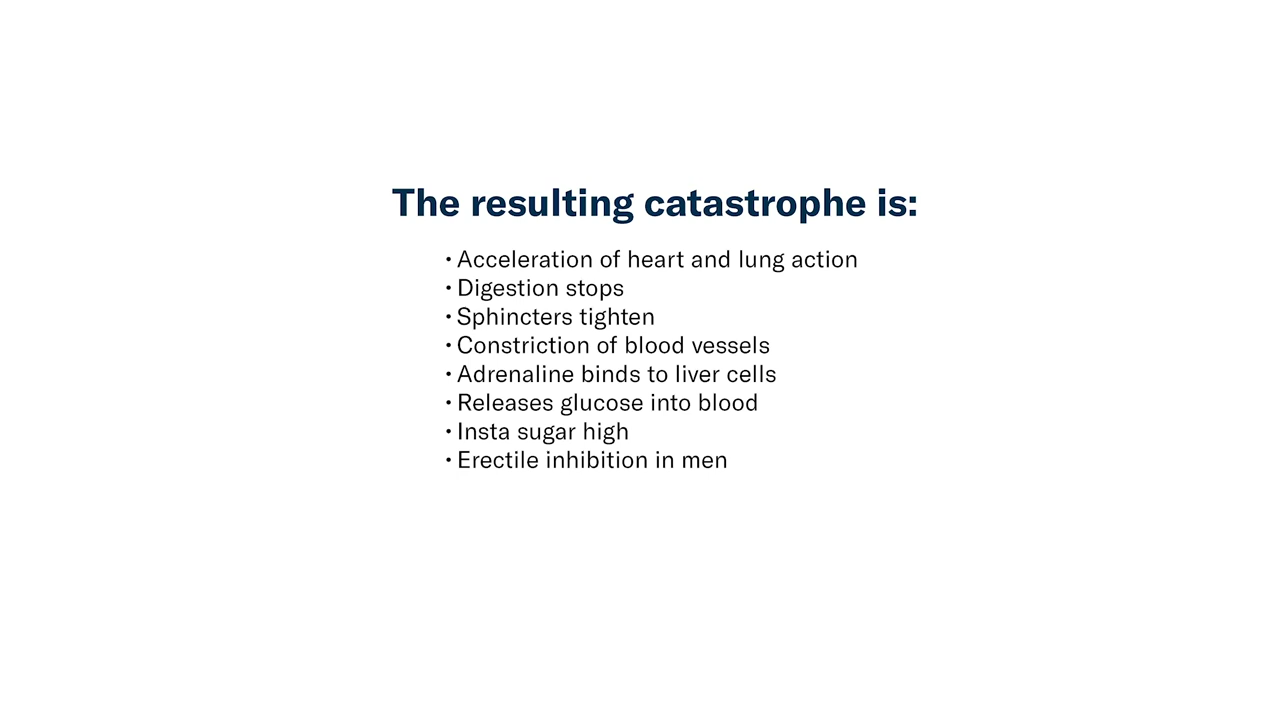 The resulting catastrophe is:
• Acceleration of heart and lung action
• Digestion stops
• Sphincters tighten
• Constriction of blood vessels
• Adrenaline binds to liver cells
• Releases glucose into blood
• Insta sugar high
• Erectile inhibition in men